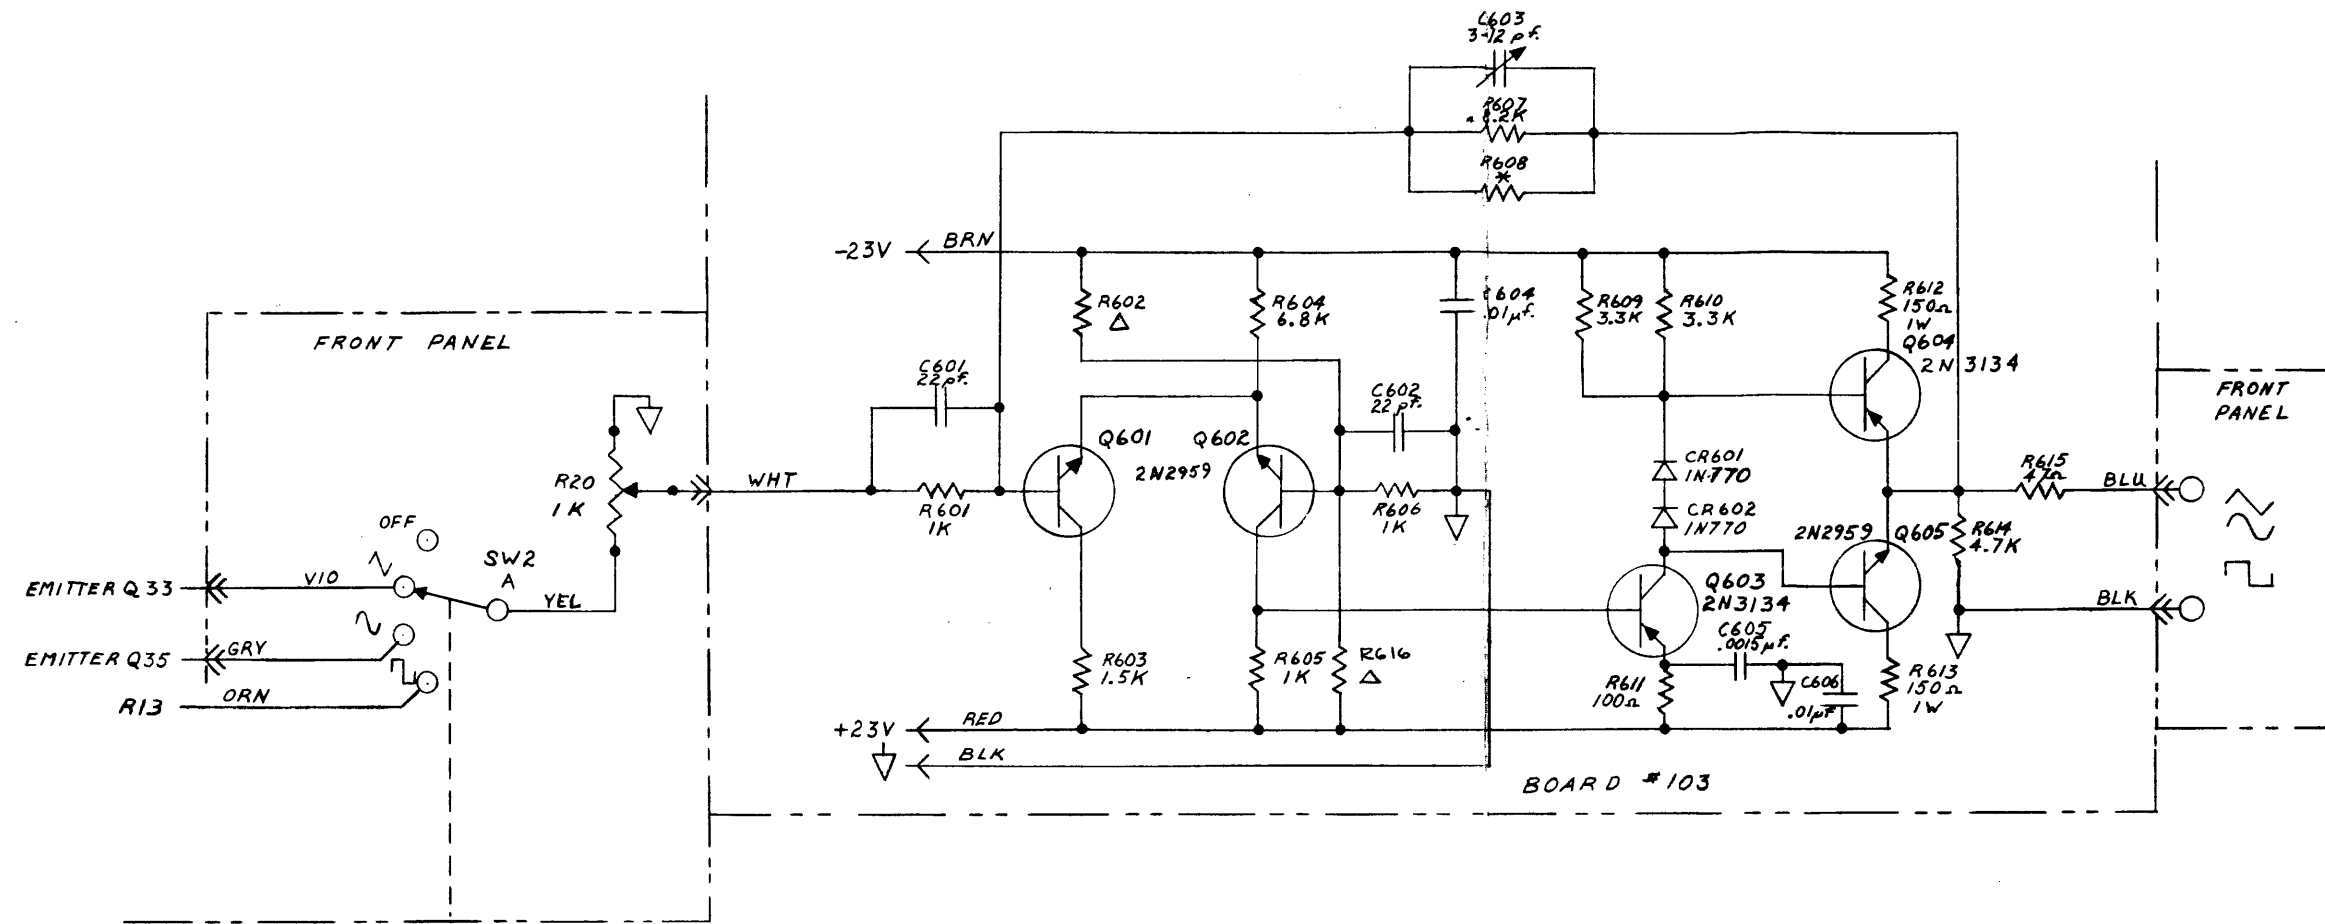 C603
3-12 pf.
R607
R608
*
-23V
BRN
R602
△
R604
6.8K
C604
.01µf.
R609
3.3K
R610
3.3K
R612
150Ω
1W
Q604
2N3134
FRONT PANEL
C601
22pf.
C602
22pf.
FRONT
PANEL
Q601
Q602
2N2959
CR601
1N770
R20
1K
WHT
R601
1K
R606
1K
CR602
1N770
R615
47Ω
BLU
OFF
SW2
A
2N2959
Q605
R614
4.7K
EMITTER Q33
VIO
YEL
Q603
2N3134
BLK
EMITTER Q35
GRY
R603
1.5K
R605
1K
R616
△
C605
.0015µf.
R611
100Ω
C606
.01µf
R613
150Ω
1W
R13
ORN
+23V
RED
BLK
BOARD #103